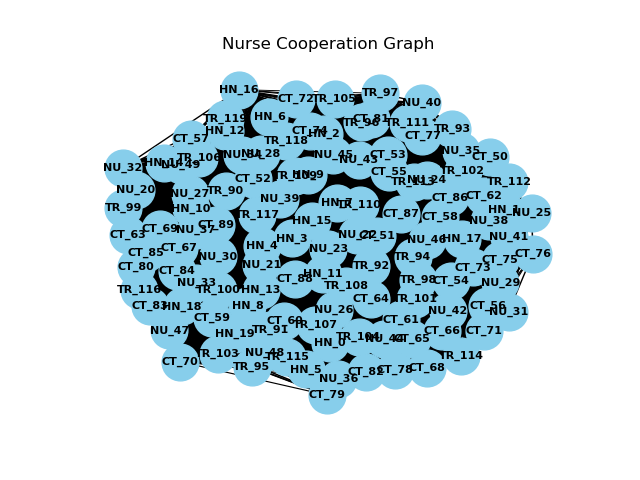 Nurse Cooperation Graph
HN_16
CT_72
TR_105
TR_97
NU_40
TR_119
HN_6
CT_81
TR_96
TR_111
TR_93
HN_12
CT_74
HN_2
CT_77
CT_57
TR_118
NU_35
CT_50
TR_106
NU_28
NU_45
NU_43
CT_53
NU_32
NU_49
CT_55
TR_102
TR_112
CT_52
HN_9
TR_113
NU_24
NU_20
NU_27
TR_90
NU_39
CT_86
CT_62
TR_99
HN_10
TR_117
HN_15
HN_7
TR_110
CT_87
CT_58
NU_38
HN_1
NU_25
CT_63
CT_69
NU_37
CT_89
HN_4
HN_3
NU_23
CT_51
NU_46
HN_17
NU_41
CT_85
CT_67
NU_30
NU_21
TR_92
TR_94
CT_75
CT_76
CT_80
CT_84
CT_88
HN_11
CT_73
TR_116
NU_33
TR_100
HN_13
TR_108
TR_98
CT_54
NU_29
CT_83
HN_18
HN_8
NU_26
CT_64
TR_101
NU_42
CT_56
NU_31
CT_59
CT_60
TR_107
CT_61
NU_47
HN_19
TR_91
HN_0
TR_104
NU_44
CT_65
CT_66
CT_71
CT_70
TR_103
NU_48
TR_115
TR_114
TR_95
HN_5
NU_36
CT_82
CT_78
CT_68
CT_79